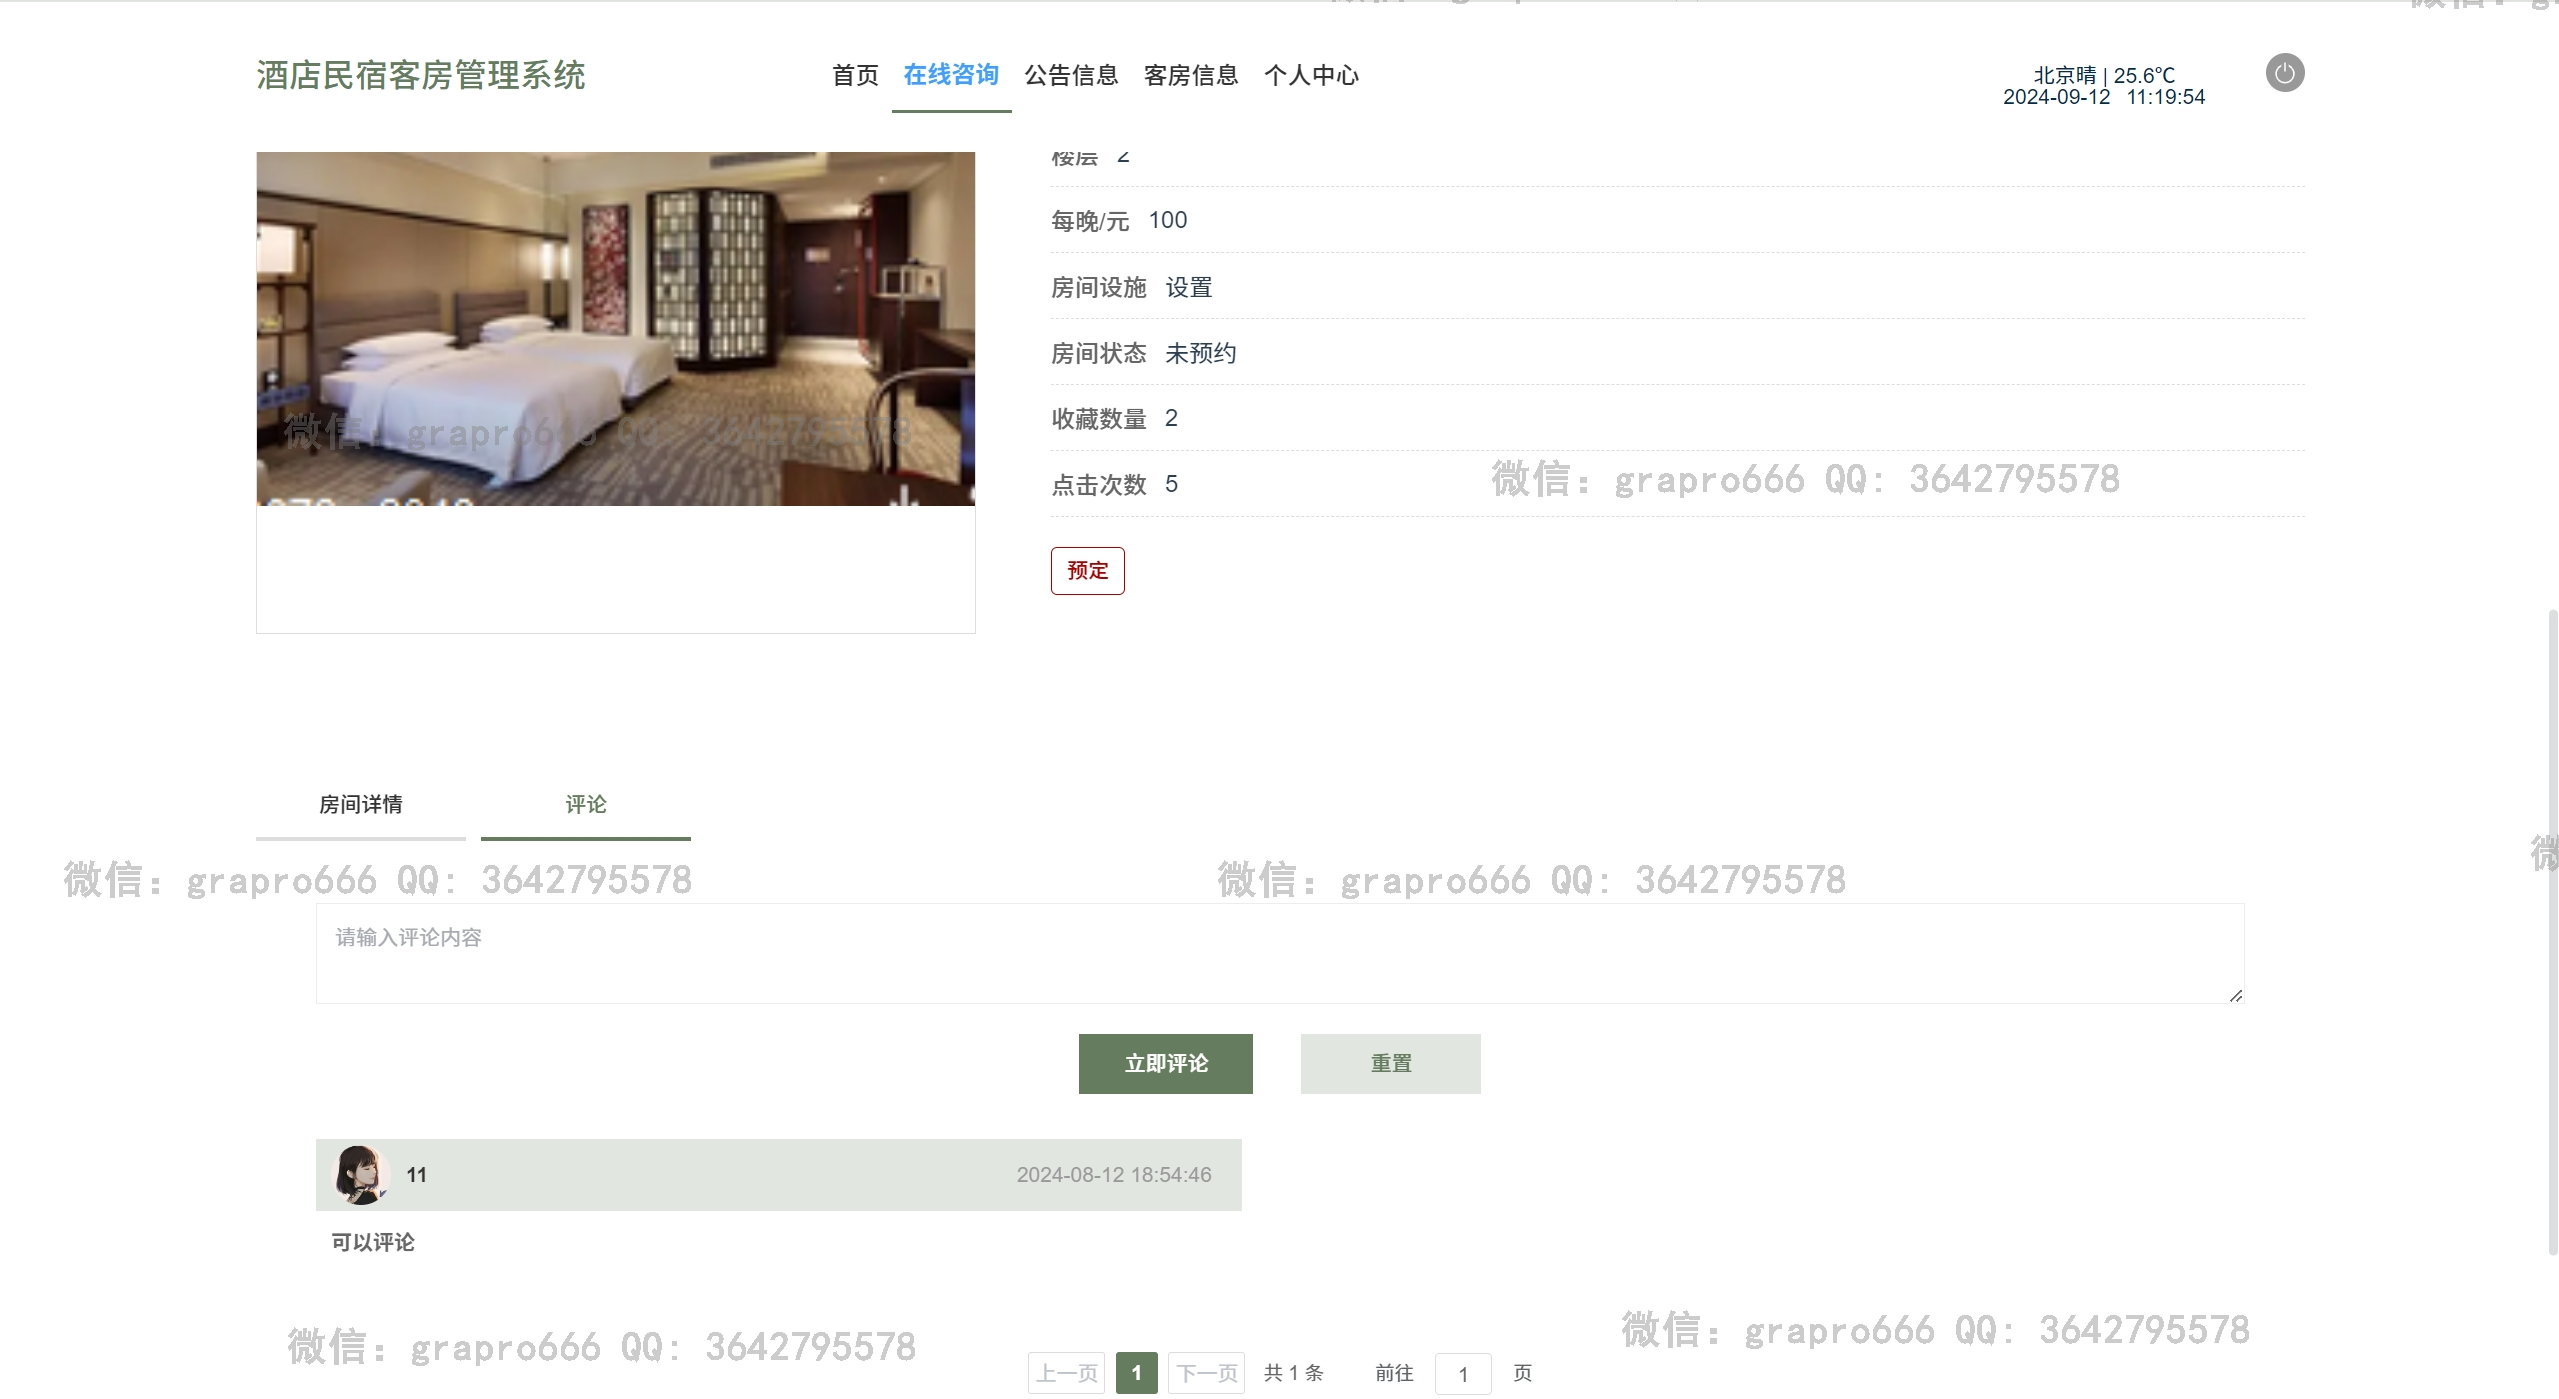 酒店民宿客房管理系统
首页 在线咨询 公告信息 客房信息 个人中心
北京晴 | 25.6℃
2024-09-12 11:19:54
楼层 2
每晚/元 100
房间设施 设置
房间状态 未预约
收藏数量 2
微信: grapro666 QQ: 3642795578
点击次数 5
微信: grapro666 QQ: 3642795578
预定
房间详情
评论
微信: grapro666 QQ: 3642795578
微信: grapro666 QQ: 3642795578
请输入评论内容
立即评论
重置
11
2024-08-12 18:54:46
可以评论
微信: grapro666 QQ: 3642795578
微信: grapro666 QQ: 3642795578
上一页 1 下一页 共 1 条 前往 1 页